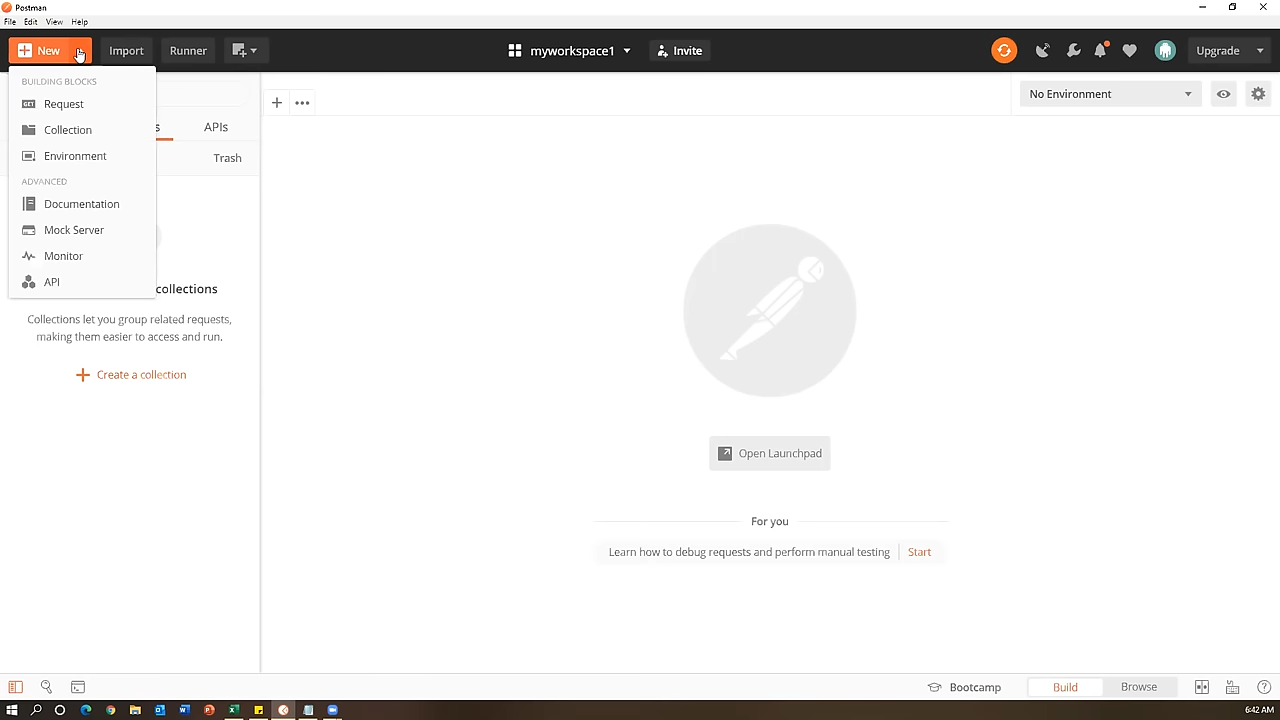 Postman
File Edit View Help
New Import Runner myworkspace1 Invite Upgrade
BUILDING BLOCKS
GET Request
Collection
Environment
ADVANCED
Documentation
Mock Server
Monitor
API
s APIs
Trash
No Environment
collections
Collections let you group related requests,
making them easier to access and run.
Create a collection
Open Launchpad
For you
Learn how to debug requests and perform manual testing Start
Bootcamp Build Browse
6:42 AM